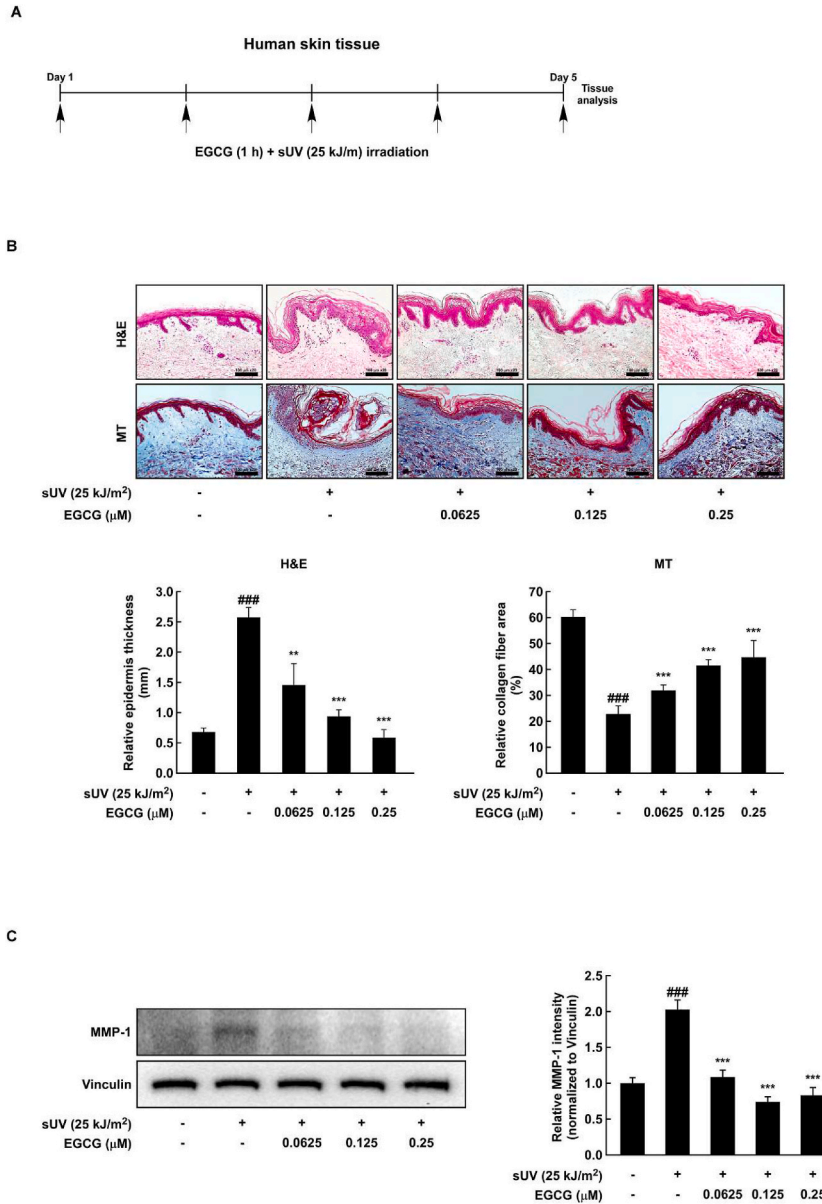 A
Human skin tissue
Day 1
Day 5
Tissue
analysis
EGCG (1 h) + sUV (25 kJ/m) irradiation
B
H&E
MT
sUV (25 kJ/m²) - + + + +
EGCG (μM) - - 0.0625 0.125 0.25
H&E
Relative epidermis thickness
(mm)
3.0
2.5
2.0
1.5
1.0
0.5
0.0
###
**
***
***
sUV (25 kJ/m²) - + + + +
EGCG (μM) - - 0.0625 0.125 0.25
MT
Relative collagen fiber area
(%)
70
60
50
40
30
20
10
0
###
***
***
***
sUV (25 kJ/m²) - + + + +
EGCG (μM) - - 0.0625 0.125 0.25
C
MMP-1
Vinculin
sUV (25 kJ/m²) - + + + +
EGCG (μM) - - 0.0625 0.125 0.25
Relative MMP-1 intensity
(normalized to Vinculin)
2.5
2.0
1.5
1.0
0.5
0.0
###
***
***
***
sUV (25 kJ/m²) - + + + +
EGCG (μM) - - 0.0625 0.125 0.25